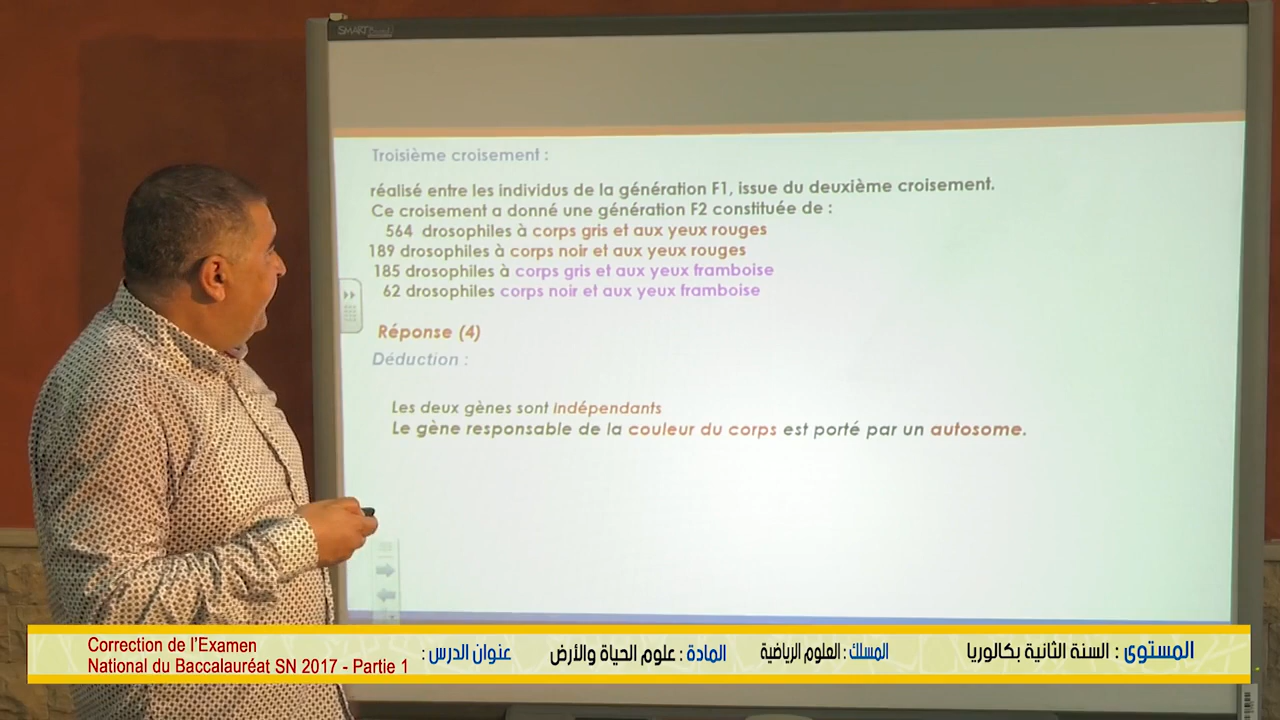 SMART
Troisième croisement :
réalisé entre les individus de la génération F1, issue du deuxième croisement.
Ce croisement a donné une génération F2 constituée de :
564 drosophiles à corps gris et aux yeux rouges
189 drosophiles à corps noir et aux yeux rouges
185 drosophiles à corps gris et aux yeux framboise
62 drosophiles corps noir et aux yeux framboise
Réponse (4)
Déduction :
Les deux gènes sont indépendants
Le gène responsable de la couleur du corps est porté par un autosome.
المستوى : السنة الثانية بكالوريا
المسلك : العلوم الرياضية
المادة : علوم الحياة والأرض
عنوان الدرس :
Correction de l'Examen
National du Baccalauréat SN 2017 - Partie 1